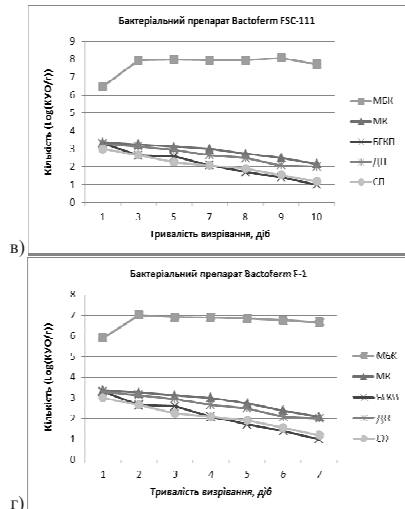 Бактеріальний препарат Bactoferm FSC-111
Кількість (Log(КУО/г)
9
8
7
6
5
4
3
2
1
0
1 3 5 7 8 9 10
Тривалість визрівання, діб
МБК
МК
БГКП
ДП
СП
в)
Бактеріальний препарат Bactoferm F-1
Кількість (Log(КУО/г)
8
7
6
5
4
3
2
1
0
1 2 3 4 5 6 7
Тривалість визрівання, діб
МБК
МК
БГКП
ДП
СП
г)